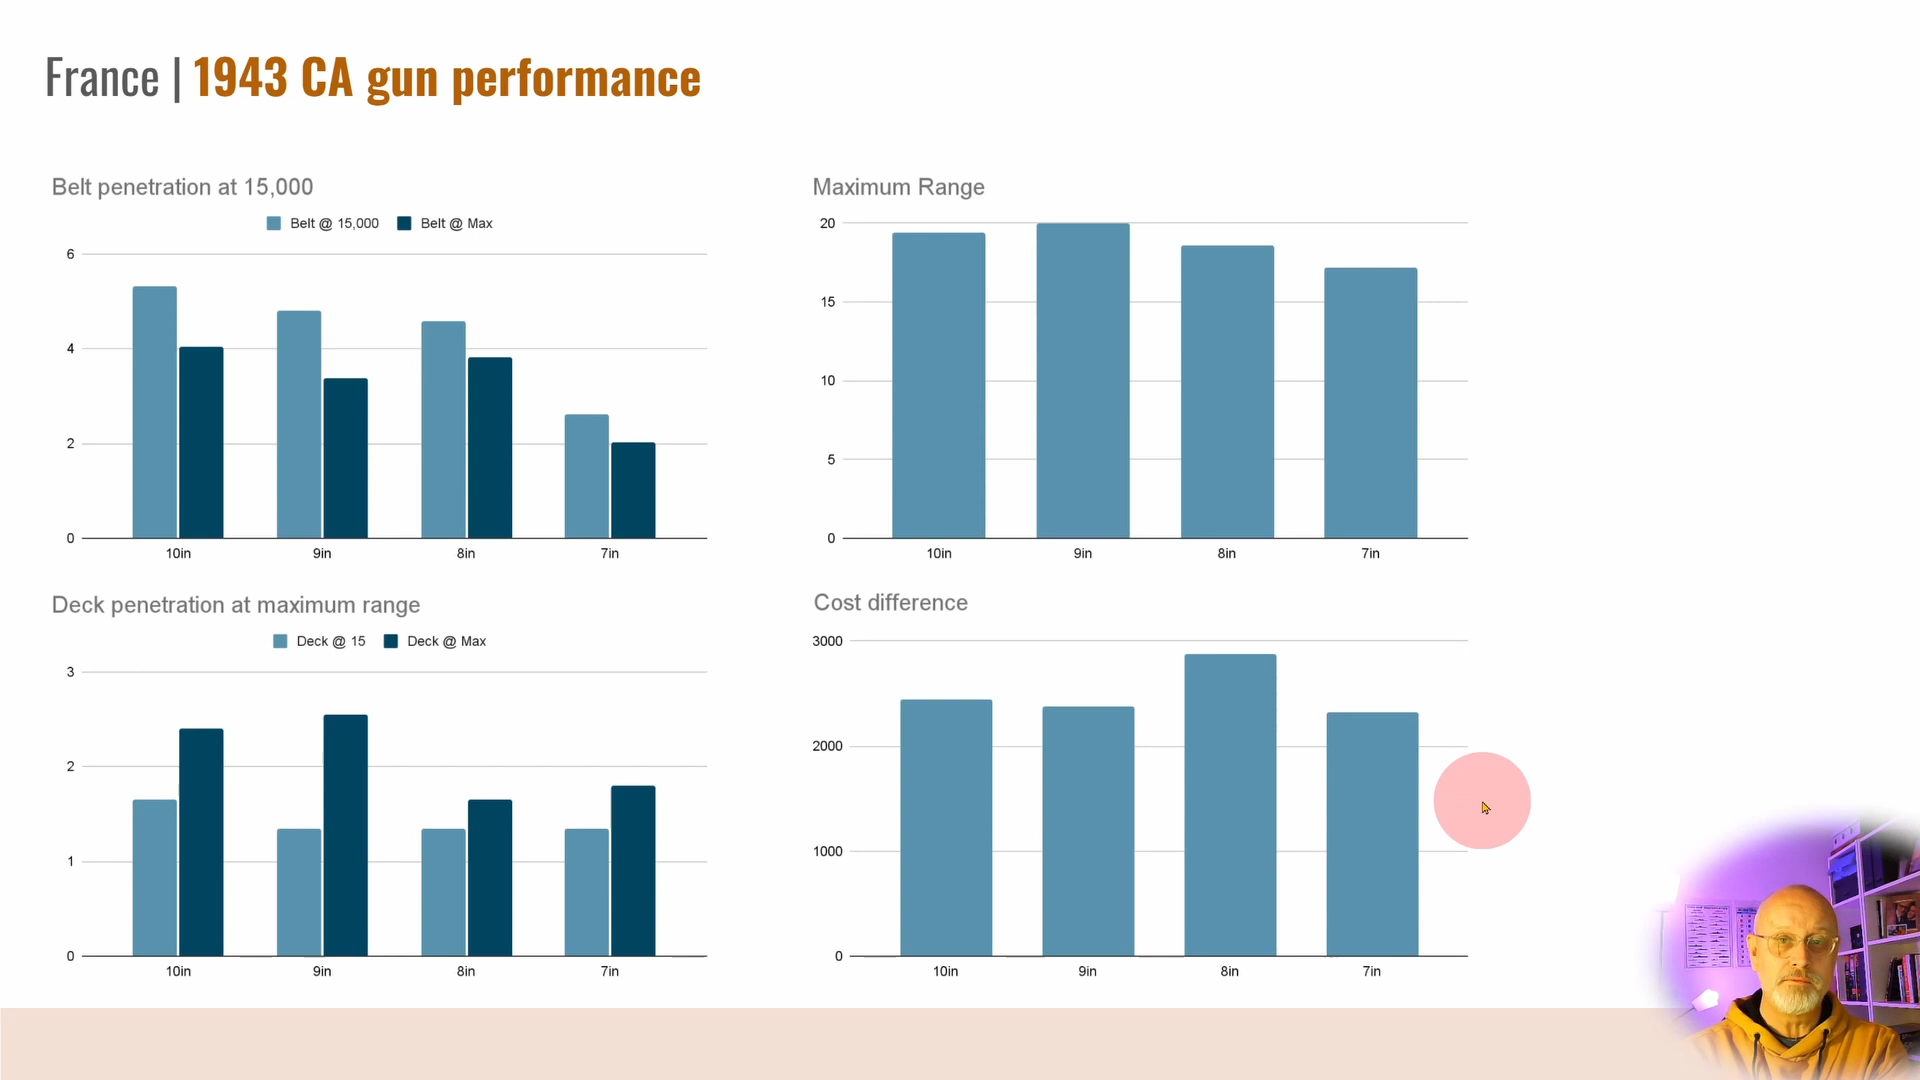 France | 1943 CA gun performance
Belt penetration at 15,000
Belt @ 15,000 Belt @ Max
6
4
2
0
10in 9in 8in 7in
Maximum Range
20
15
10
5
0
10in 9in 8in 7in
Deck penetration at maximum range
Deck @ 15 Deck @ Max
3
2
1
0
10in 9in 8in 7in
Cost difference
3000
2000
1000
0
10in 9in 8in 7in